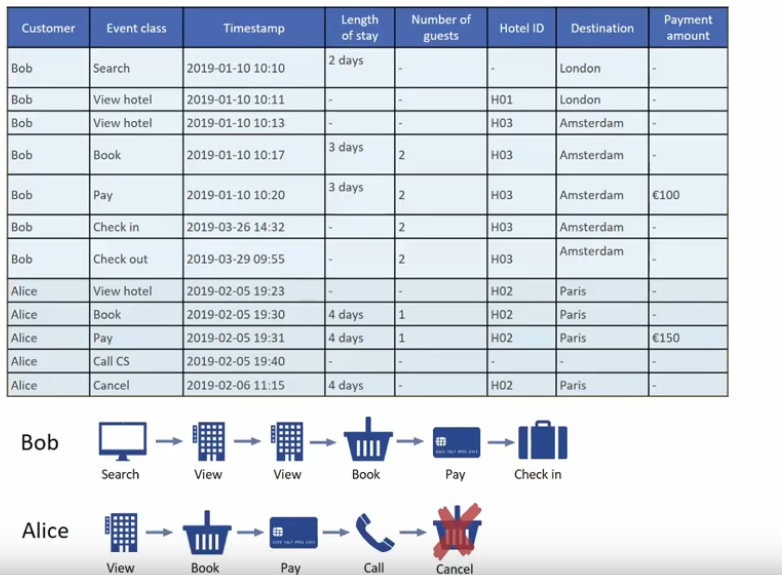 Customer Event class Timestamp Length of stay Number of guests Hotel ID Destination Payment amount
Bob Search 2019-01-10 10:10 2 days - - London -
Bob View hotel 2019-01-10 10:11 - - H01 London -
Bob View hotel 2019-01-10 10:13 - - H03 Amsterdam -
Bob Book 2019-01-10 10:17 3 days 2 H03 Amsterdam -
Bob Pay 2019-01-10 10:20 3 days 2 H03 Amsterdam €100
Bob Check in 2019-03-26 14:32 - 2 H03 Amsterdam -
Bob Check out 2019-03-29 09:55 - 2 H03 Amsterdam -
Alice View hotel 2019-02-05 19:23 - - H02 Paris -
Alice Book 2019-02-05 19:30 4 days 1 H02 Paris -
Alice Pay 2019-02-05 19:31 4 days 1 H02 Paris €150
Alice Call CS 2019-02-05 19:40 - - - - -
Alice Cancel 2019-02-06 11:15 4 days - H02 Paris -
Bob
Search View View Book Pay Check in
Alice
View Book Pay Call Cancel